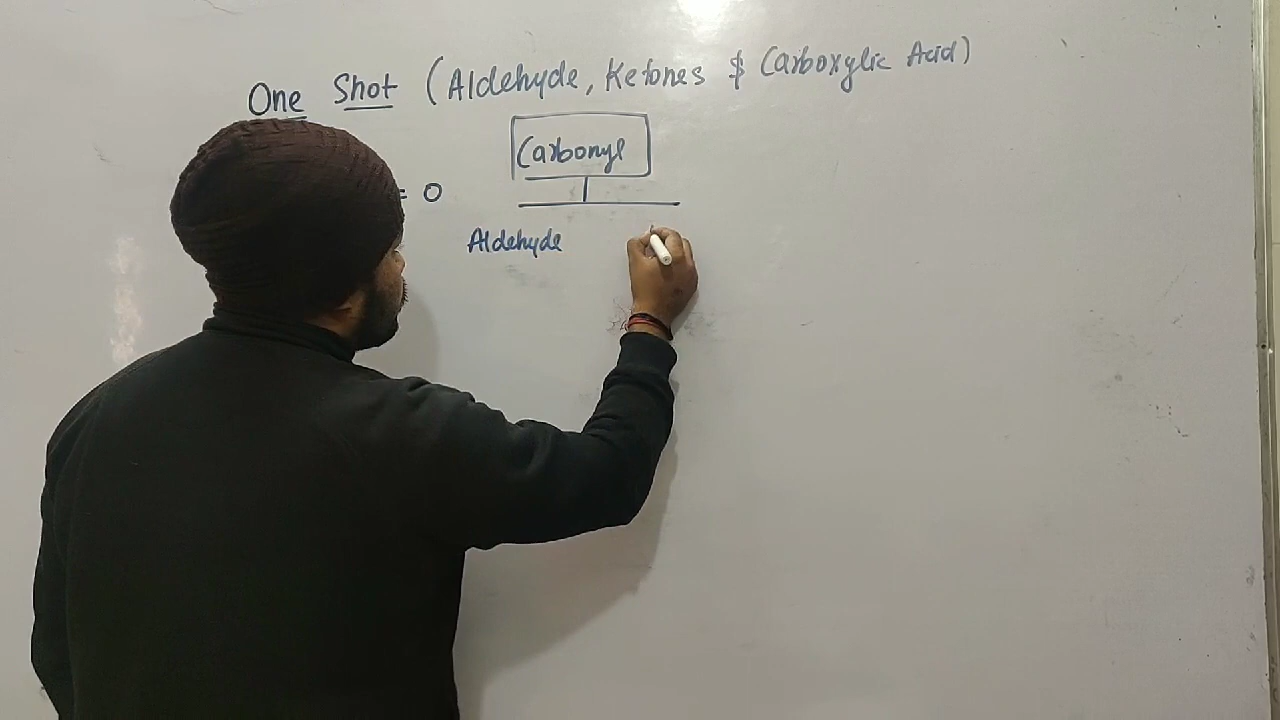 One Shot (Aldehyde, Ketones & Carboxylic Acid)
Carbonyl
= O
Aldehyde